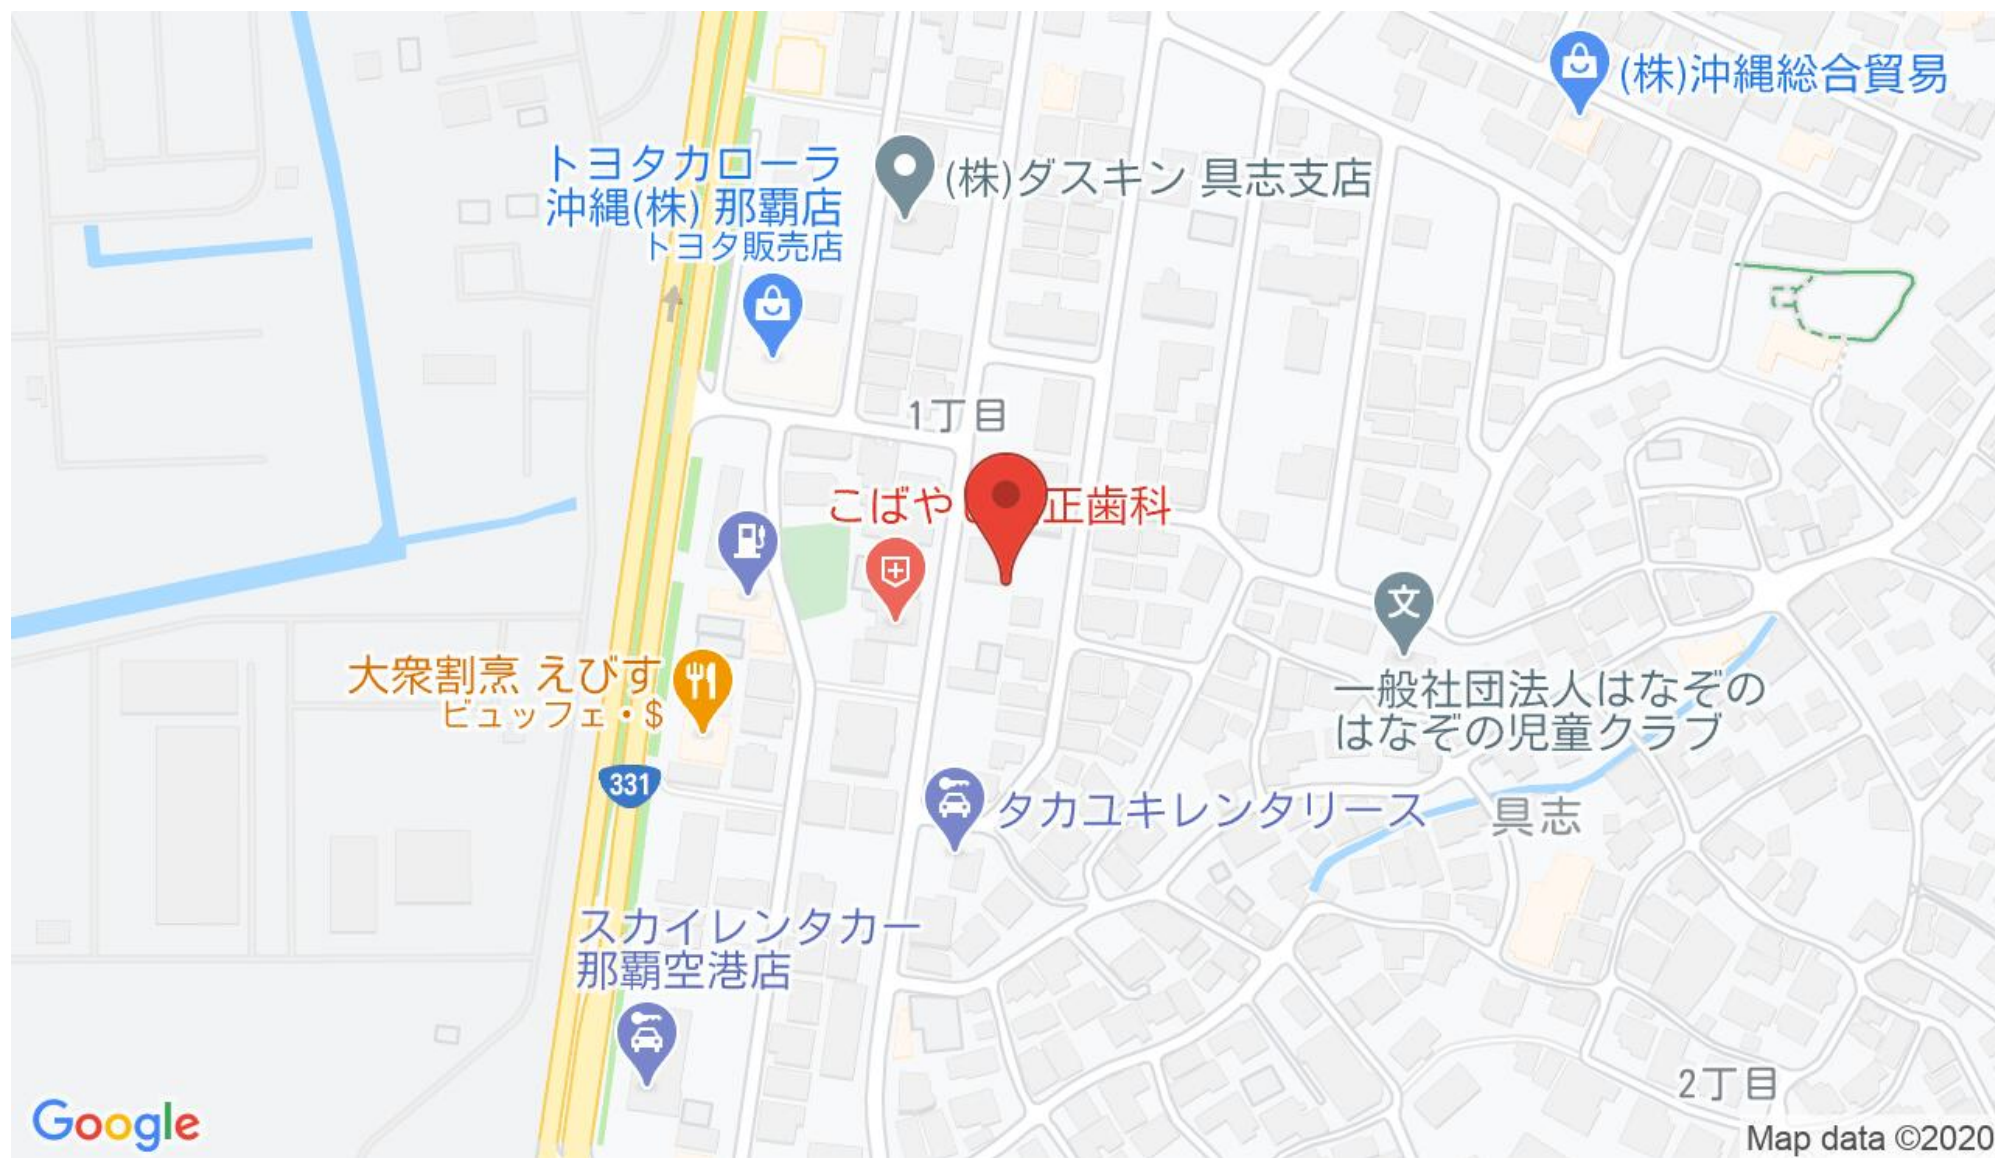 (株)沖縄総合貿易
トヨタカローラ
沖縄(株) 那覇店
トヨタ販売店
(株)ダスキン 具志支店
1丁目
こばや
正歯科
大衆割烹 えびす
ビュッフェ・$
331
一般社団法人はなぞの
はなぞの児童クラブ
文
タカユキレンタリース
具志
スカイレンタカー
那覇空港店
2丁目
Google
Map data ©2020